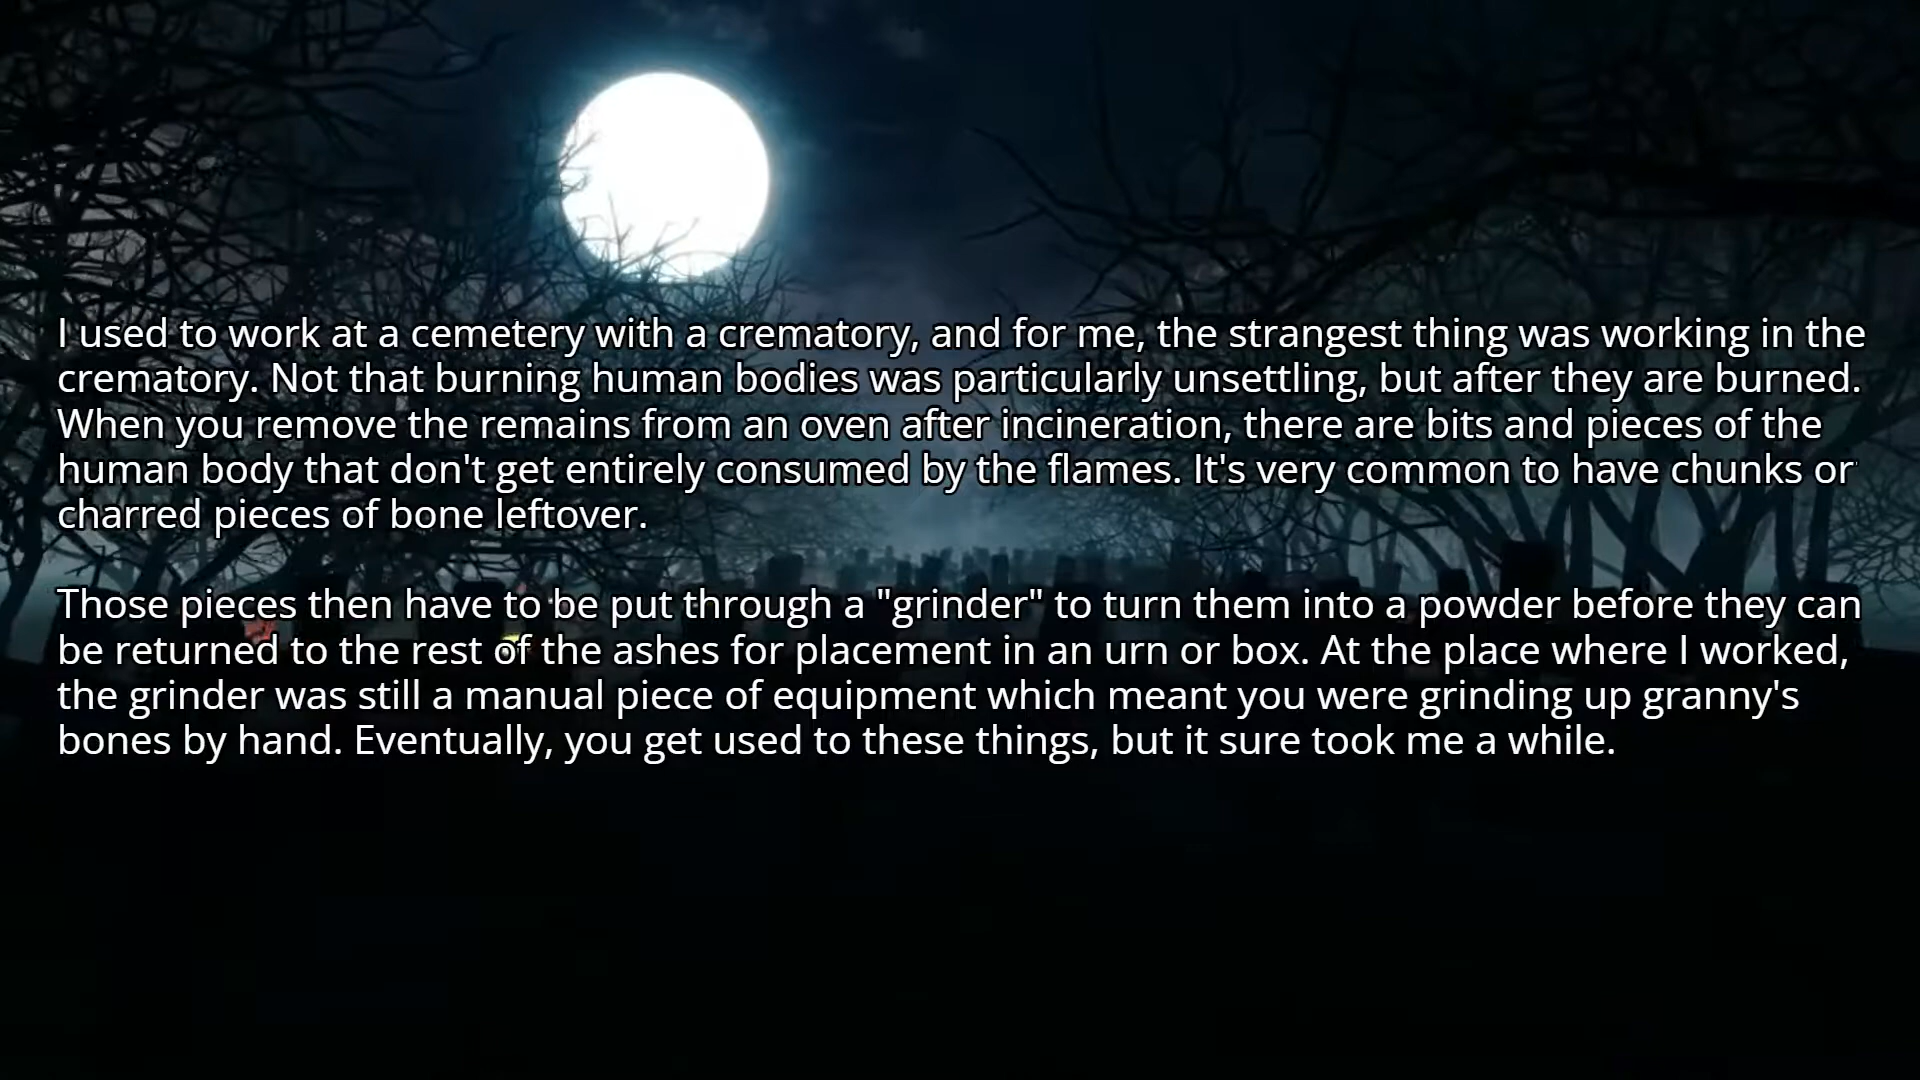 I used to work at a cemetery with a crematory, and for me, the strangest thing was working in the
crematory. Not that burning human bodies was particularly unsettling, but after they are burned.
When you remove the remains from an oven after incineration, there are bits and pieces of the
human body that don't get entirely consumed by the flames. It's very common to have chunks or
charred pieces of bone leftover.

Those pieces then have to be put through a "grinder" to turn them into a powder before they can
be returned to the rest of the ashes for placement in an urn or box. At the place where I worked,
the grinder was still a manual piece of equipment which meant you were grinding up granny's
bones by hand. Eventually, you get used to these things, but it sure took me a while.